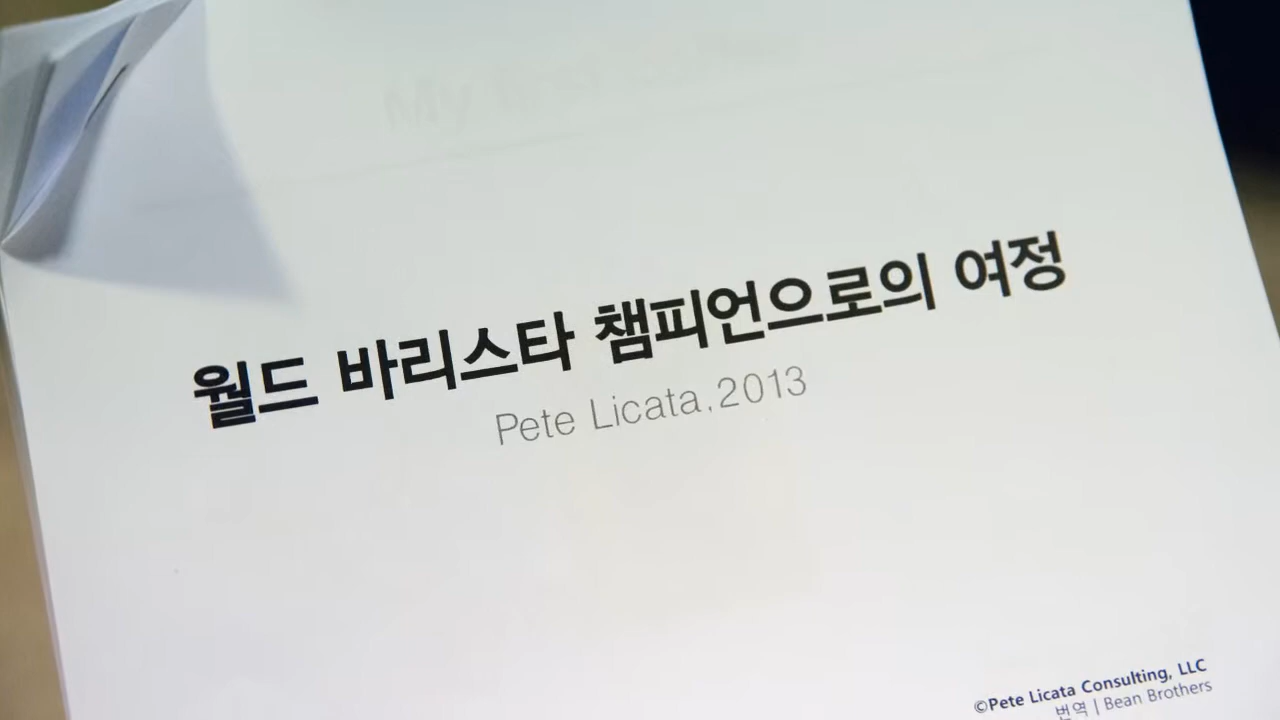 월드 바리스타 챔피언으로의 여정
Pete Licata, 2013
©Pete Licata Consulting, LLC
번역 | Bean Brothers